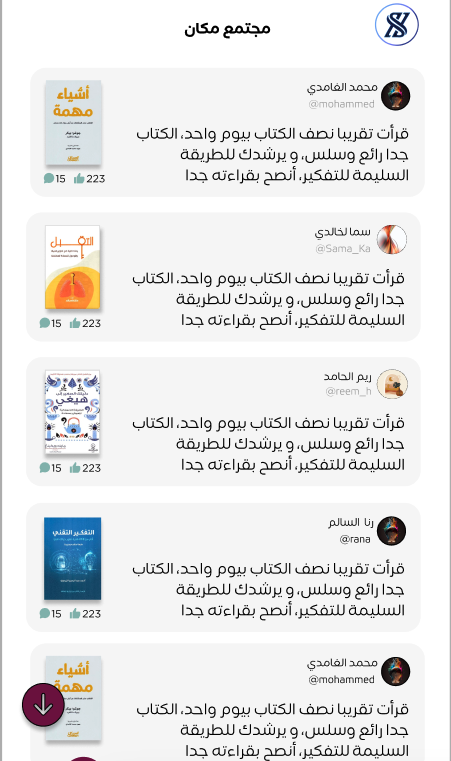 مجتمع مكان
محمد الغامدي
@mohammed
قرأت تقريبا نصف الكتاب بيوم واحد، الكتاب
جدا رائع وسلس، و يرشدك للطريقة
السليمة للتفكير، أنصح بقراءته جدا
أشياء
مهمة
15 223
سما لخالدي
@Sama_Ka
قرأت تقريبا نصف الكتاب بيوم واحد، الكتاب
جدا رائع وسلس، و يرشدك للطريقة
السليمة للتفكير، أنصح بقراءته جدا
التقبل
15 223
ريم الحامد
@reem_h
قرأت تقريبا نصف الكتاب بيوم واحد، الكتاب
جدا رائع وسلس، و يرشدك للطريقة
السليمة للتفكير، أنصح بقراءته جدا
هيغي
15 223
رنا السالم
@rana
قرأت تقريبا نصف الكتاب بيوم واحد، الكتاب
جدا رائع وسلس، و يرشدك للطريقة
السليمة للتفكير، أنصح بقراءته جدا
التفكير التقني
15 223
محمد الغامدي
@mohammed
قرأت تقريبا نصف الكتاب بيوم واحد، الكتاب
جدا رائع وسلس، و يرشدك للطريقة
السليمة للتفكير، أنصح بقراءته جدا
أشياء
مهمة